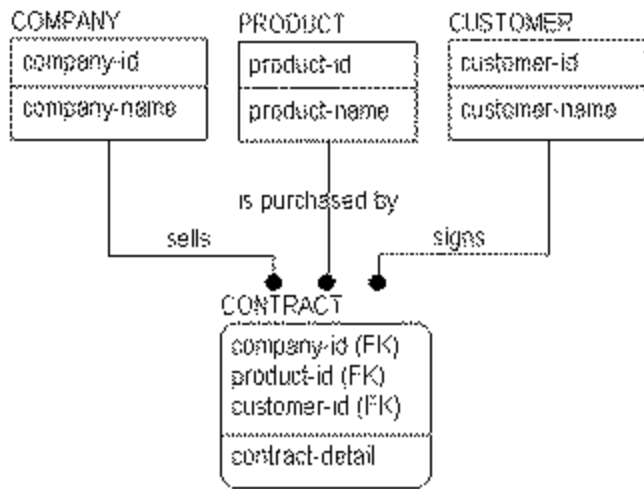 COMPANY
company-id
company-name
PRODUCT
product-id
product-name
CUSTOMER
customer-id
customer-name
is purchased by
sells
signs
CONTRACT
company-id (FK)
product-id (FK)
customer-id (FK)
contract-detail